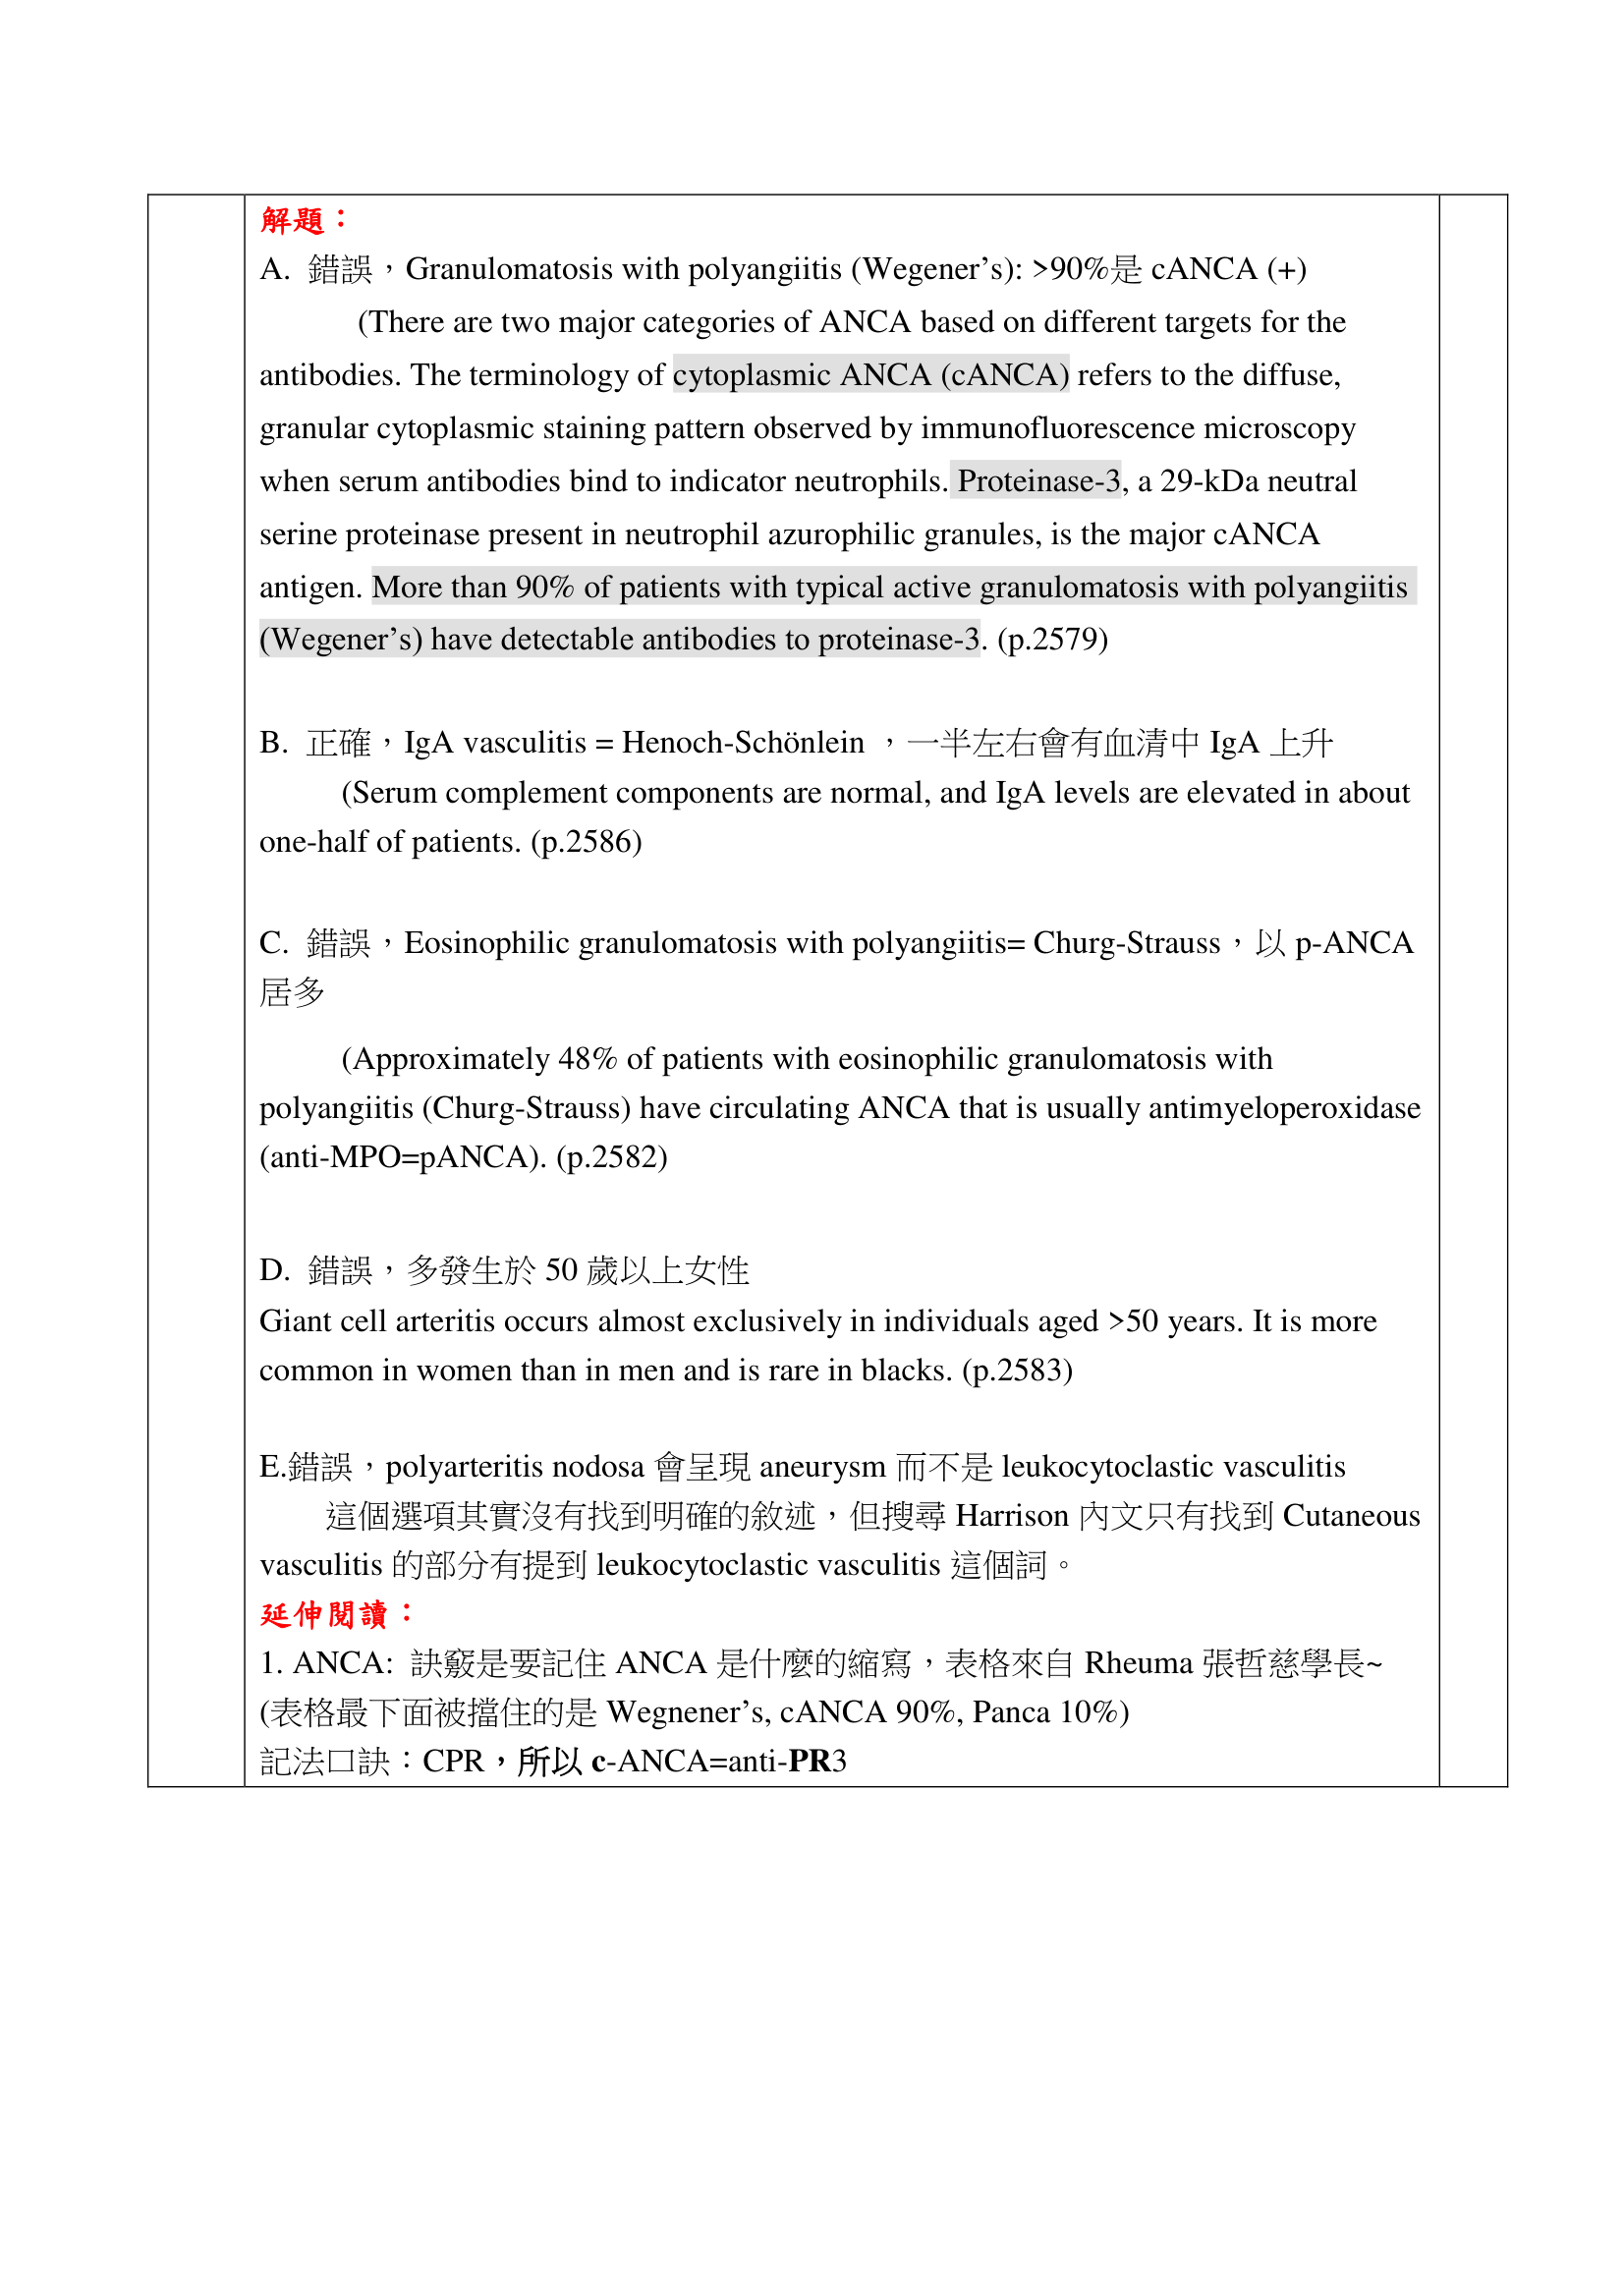 解題：
A. 錯誤，Granulomatosis with polyangiitis (Wegener’s): >90%是 cANCA (+)
(There are two major categories of ANCA based on different targets for the
antibodies. The terminology of cytoplasmic ANCA (cANCA) refers to the diffuse,
granular cytoplasmic staining pattern observed by immunofluorescence microscopy
when serum antibodies bind to indicator neutrophils. Proteinase-3, a 29-kDa neutral
serine proteinase present in neutrophil azurophilic granules, is the major cANCA
antigen. More than 90% of patients with typical active granulomatosis with polyangiitis
(Wegener’s) have detectable antibodies to proteinase-3. (p.2579)
B. 正確，IgA vasculitis = Henoch-Schönlein ，一半左右會有血清中 IgA 上升
(Serum complement components are normal, and IgA levels are elevated in about
one-half of patients. (p.2586)
C. 錯誤，Eosinophilic granulomatosis with polyangiitis= Churg-Strauss，以 p-ANCA
居多
(Approximately 48% of patients with eosinophilic granulomatosis with
polyangiitis (Churg-Strauss) have circulating ANCA that is usually antimyeloperoxidase
(anti-MPO=pANCA). (p.2582)
D. 錯誤，多發生於 50 歲以上女性
Giant cell arteritis occurs almost exclusively in individuals aged >50 years. It is more
common in women than in men and is rare in blacks. (p.2583)
E.錯誤，polyarteritis nodosa 會呈現 aneurysm 而不是 leukocytoclastic vasculitis
這個選項其實沒有找到明確的敘述，但搜尋 Harrison 內文只有找到 Cutaneous
vasculitis 的部分有提到 leukocytoclastic vasculitis 這個詞。
延伸閱讀：
1. ANCA: 訣竅是要記住 ANCA 是什麼的縮寫，表格來自 Rheuma 張哲慈學長~
(表格最下面被擋住的是 Wegnener’s, cANCA 90%, Panca 10%)
記法口訣：CPR，所以 c-ANCA=anti-PR3